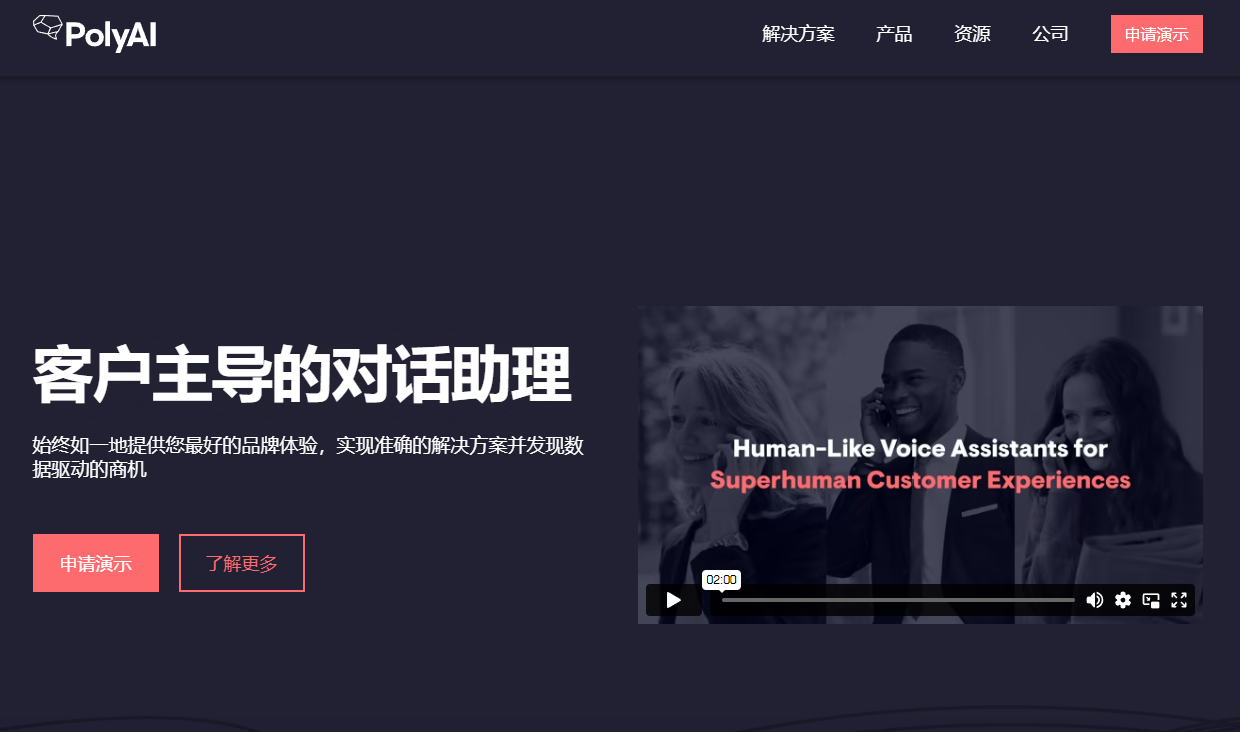 PolyAI
解决方案
产品
资源
公司
申请演示
客户主导的对话助理
始终如一地提供您最好的品牌体验，实现准确的解决方案并发现数
据驱动的商机
申请演示
了解更多
Human-Like Voice Assistants for
Superhuman Customer Experiences
02:00